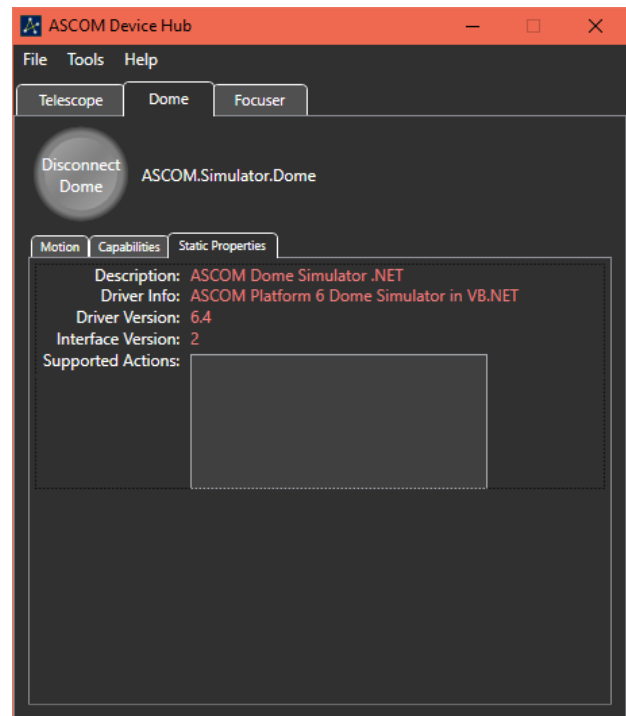 ASCOM Device Hub
File Tools Help
Telescope Dome Focuser
Disconnect
Dome
ASCOM.Simulator.Dome
Motion Capabilities Static Properties
Description: ASCOM Dome Simulator .NET
Driver Info: ASCOM Platform 6 Dome Simulator in VB.NET
Driver Version: 6.4
Interface Version: 2
Supported Actions: